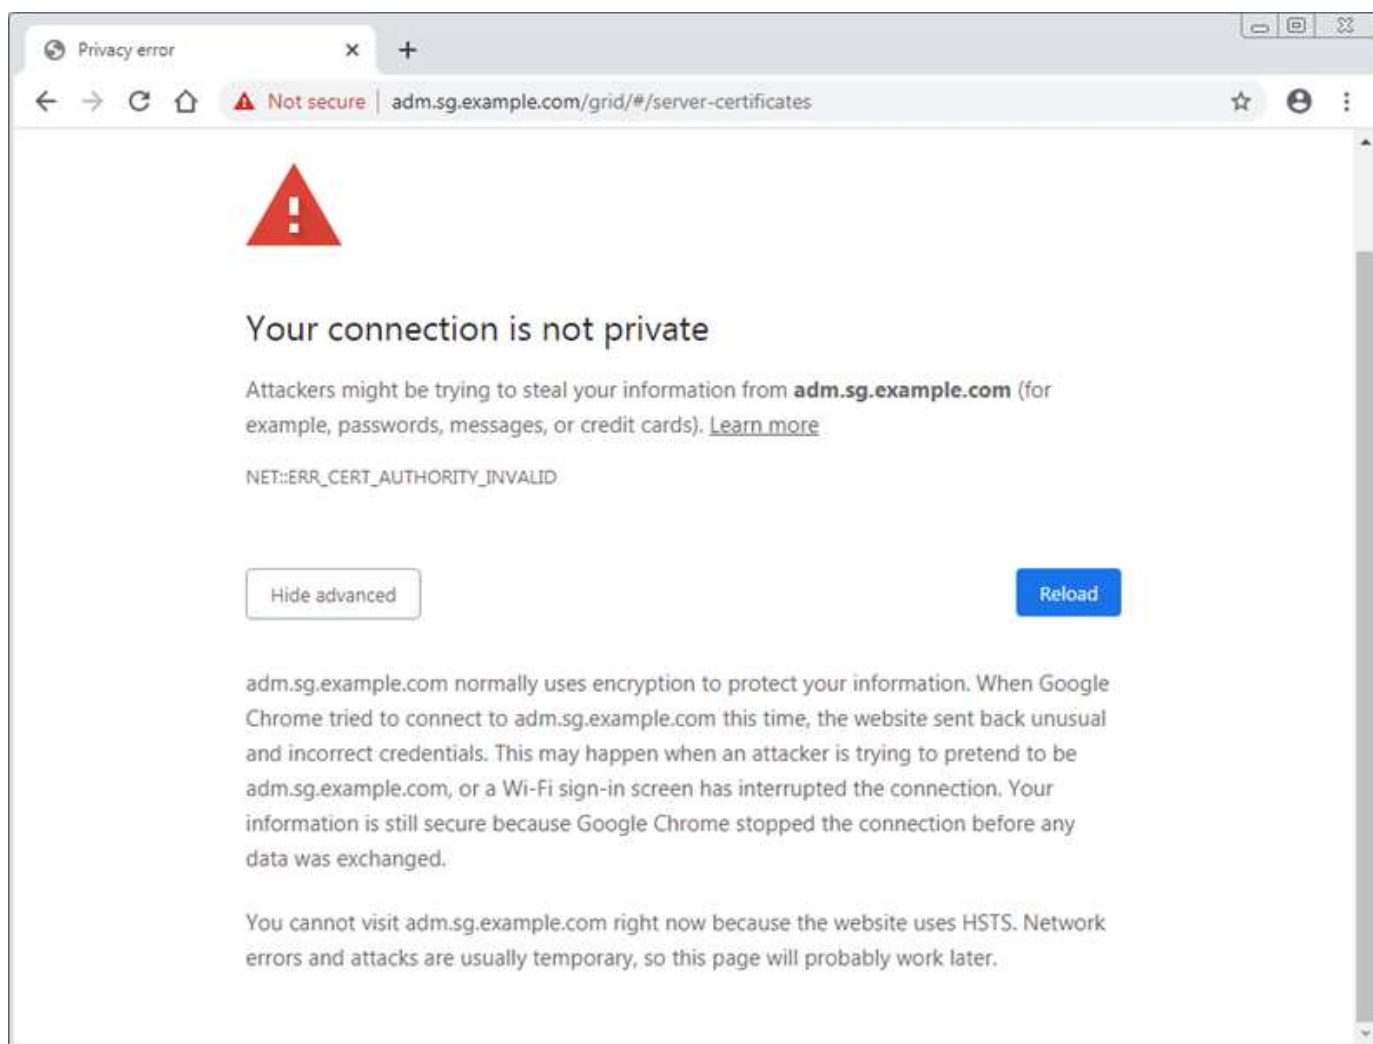 Privacy error
Not secure adm.sg.example.com/grid/#/server-certificates
Your connection is not private
Attackers might be trying to steal your information from adm.sg.example.com (for
example, passwords, messages, or credit cards). Learn more
NET::ERR_CERT_AUTHORITY_INVALID
Hide advanced
Reload
adm.sg.example.com normally uses encryption to protect your information. When Google
Chrome tried to connect to adm.sg.example.com this time, the website sent back unusual
and incorrect credentials. This may happen when an attacker is trying to pretend to be
adm.sg.example.com, or a Wi-Fi sign-in screen has interrupted the connection. Your
information is still secure because Google Chrome stopped the connection before any
data was exchanged.
You cannot visit adm.sg.example.com right now because the website uses HSTS. Network
errors and attacks are usually temporary, so this page will probably work later.